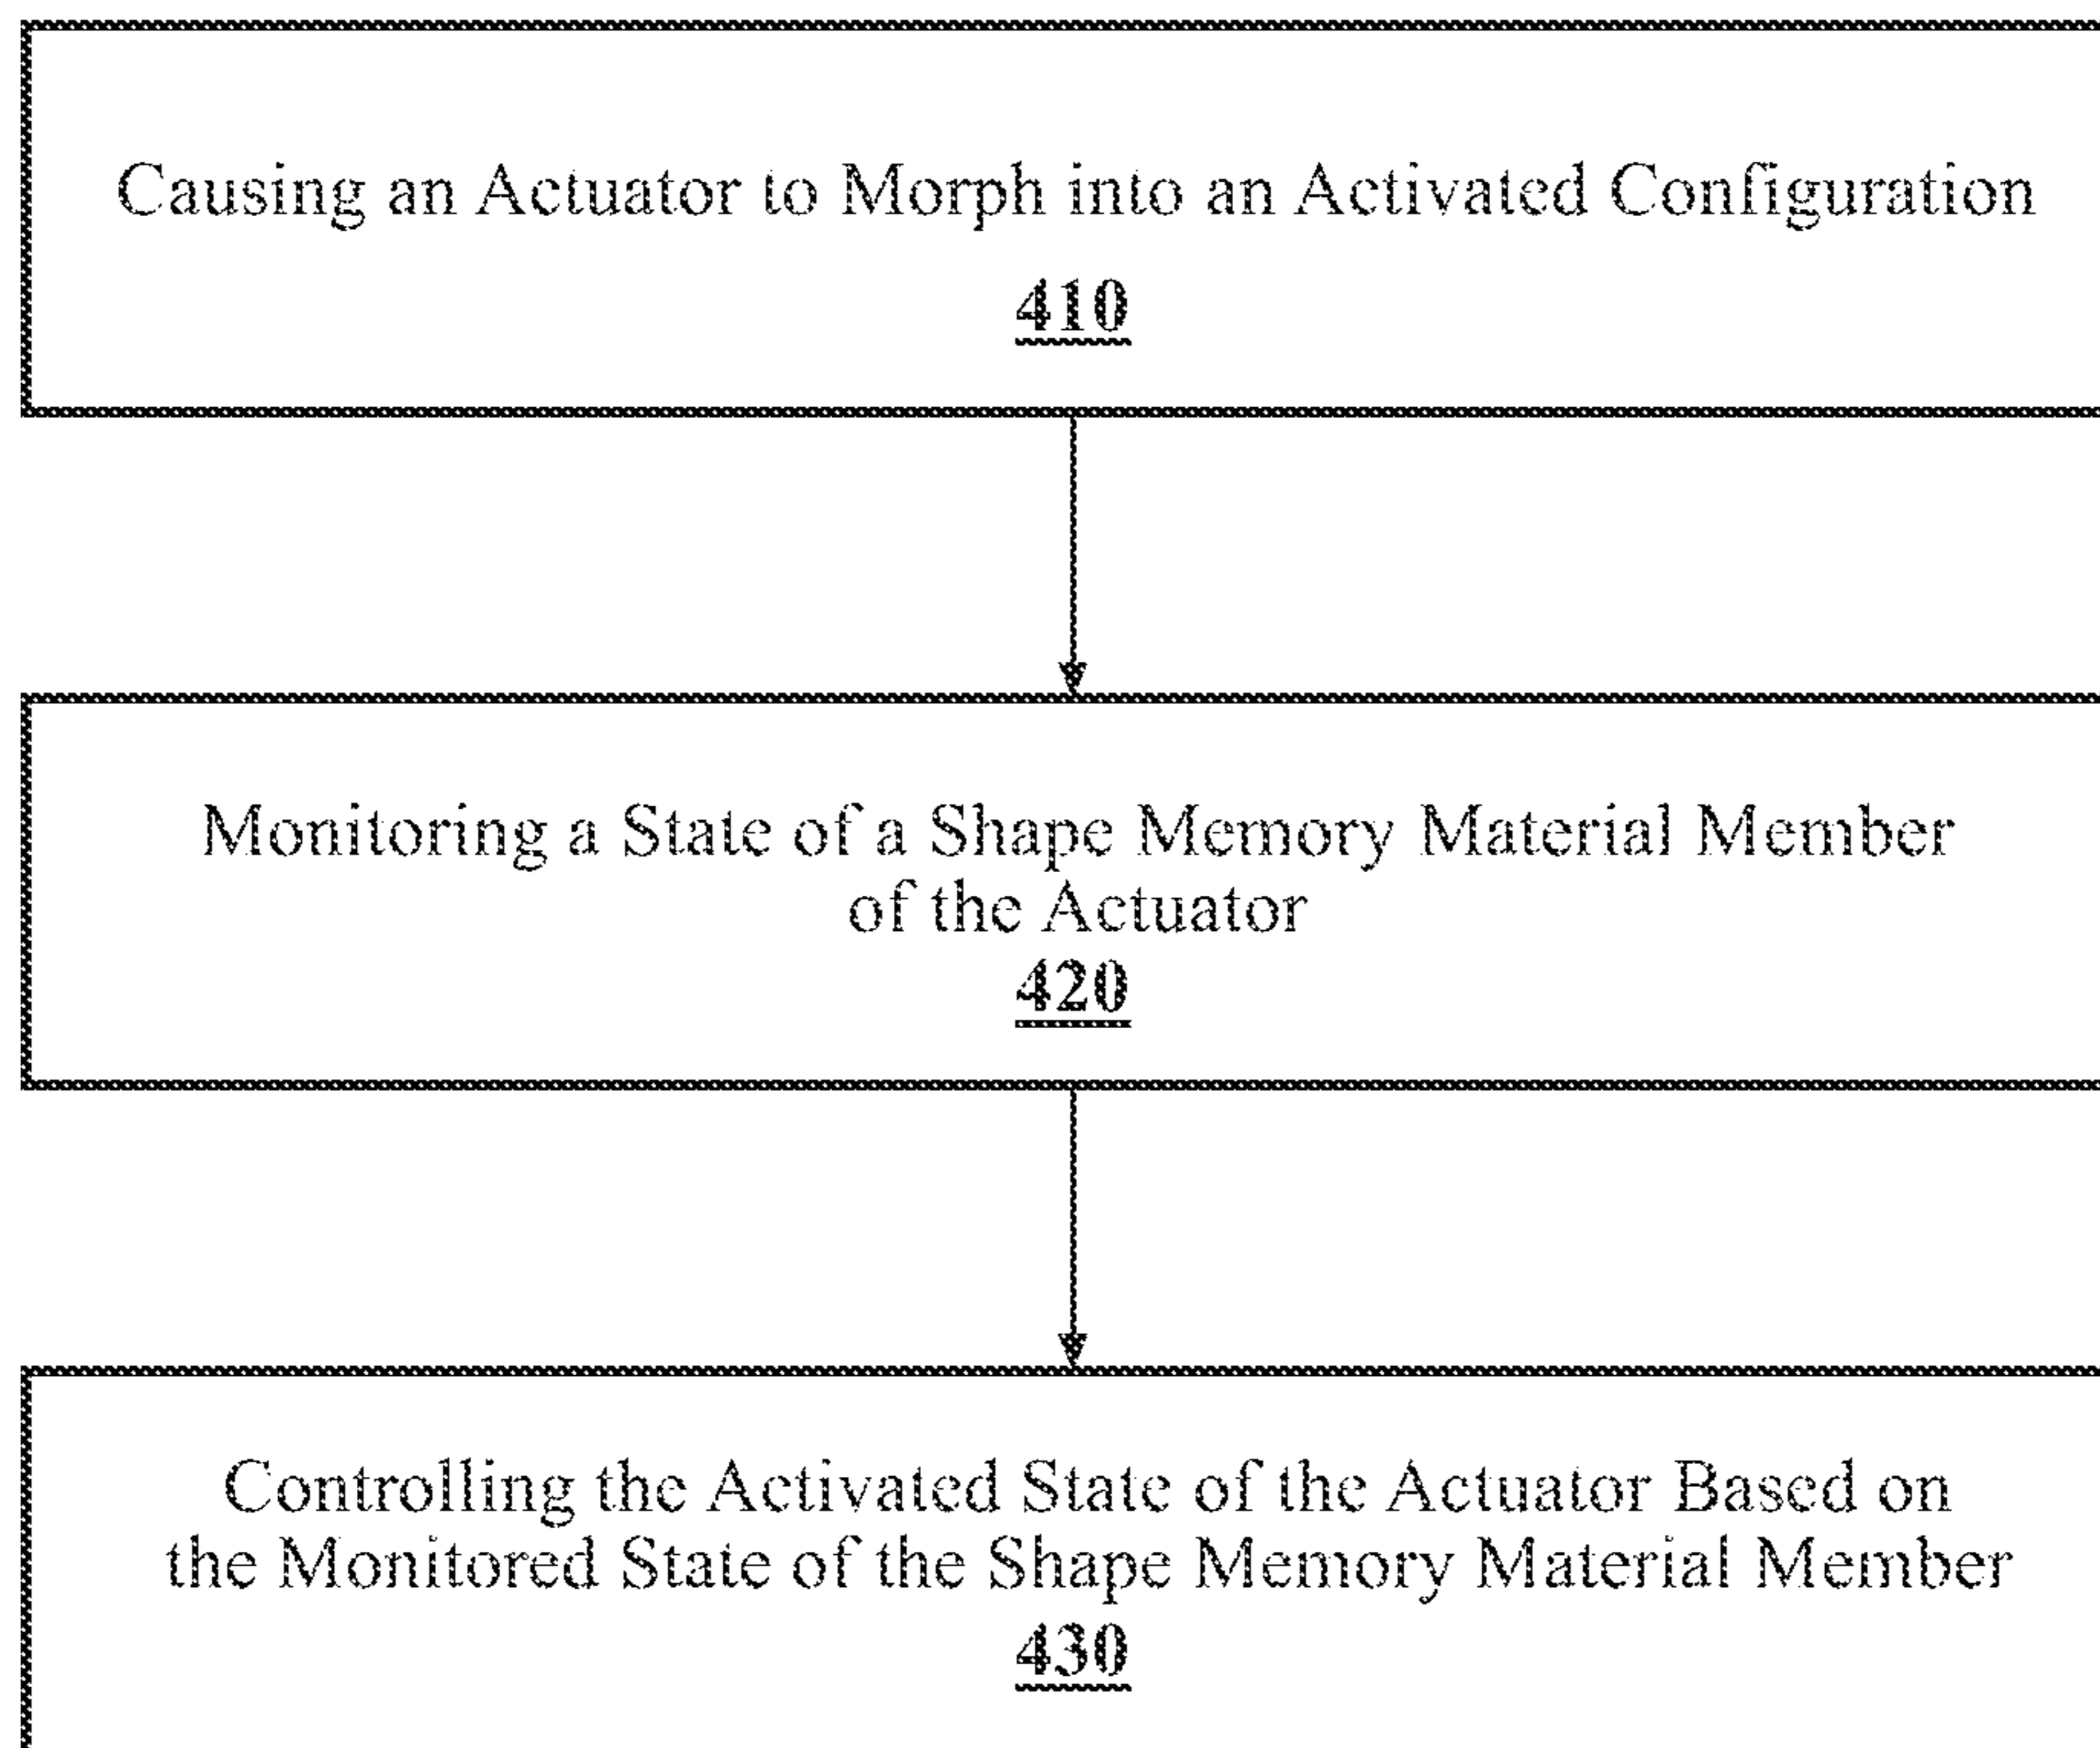 Causing an Actuator to Morph into an Activated Configuration
410
Monitoring a State of a Shape Memory Material Member
of the Actuator
420
Controlling the Activated State of the Actuator Based on
the Monitored State of the Shape Memory Material Member
430